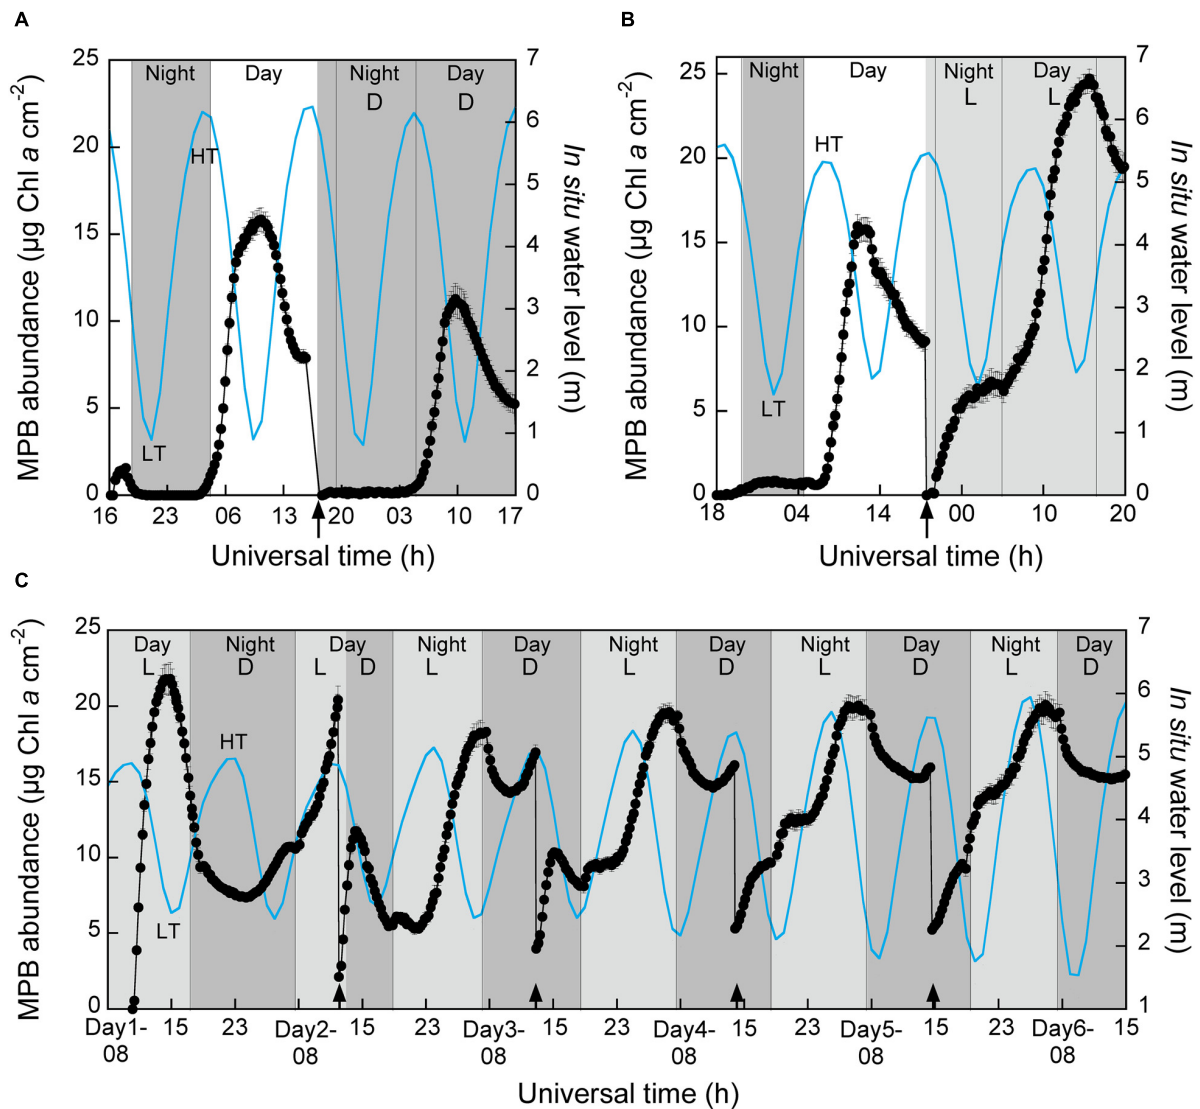 A
25
20
15
10
5
0
MPB abundance (µg Chl a cm⁻²)
Night
Day
Night
D
Day
D
HT
LT
7
6
5
4
3
2
1
0
In situ water level (m)
16 23 06 13 20 03 10 17
Universal time (h)
B
25
20
15
10
5
0
MPB abundance (µg Chl a cm⁻²)
Night
Day
Night
L
Day
L
HT
LT
7
6
5
4
3
2
1
0
In situ water level (m)
18 04 14 00 10 20
Universal time (h)
C
25
20
15
10
5
0
MPB abundance (µg Chl a cm⁻²)
Day Night Day Night Day Night Day Night Day Night Day
L D L D L D L D L D L D
HT
LT
7
6
5
4
3
2
1
In situ water level (m)
Day1- 15 23 Day2- 15 23 Day3- 15 23 Day4- 15 23 Day5- 15 23 Day6- 15
08 08 08 08 08 08
Universal time (h)